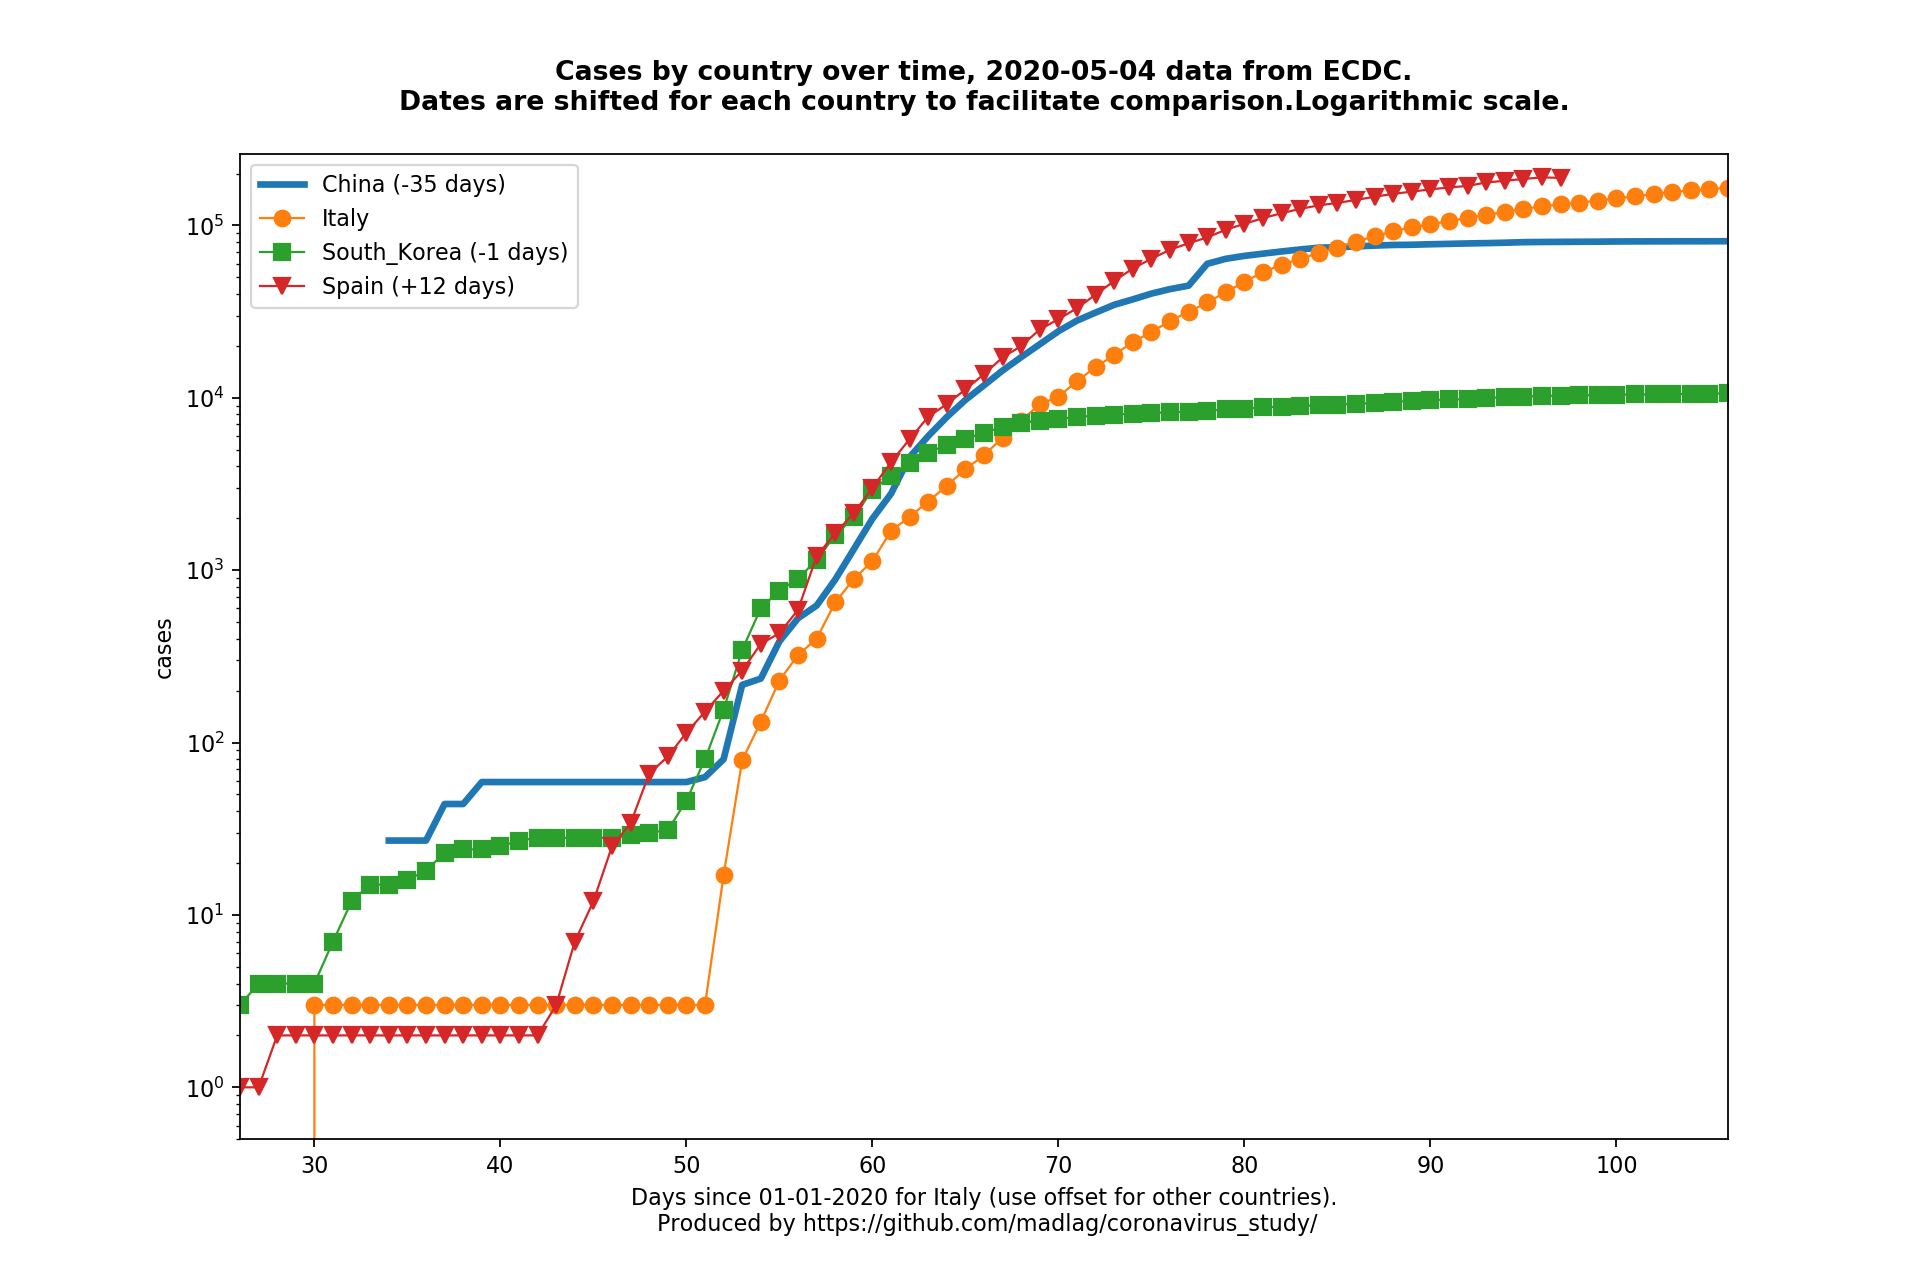 Cases by country over time, 2020-05-04 data from ECDC.
Dates are shifted for each country to facilitate comparison.Logarithmic scale.
China (-35 days)
Italy
South_Korea (-1 days)
Spain (+12 days)
10^5
10^4
10^3
10^2
10^1
10^0
cases
30 40 50 60 70 80 90 100
Days since 01-01-2020 for Italy (use offset for other countries).
Produced by https://github.com/madlag/coronavirus_study/